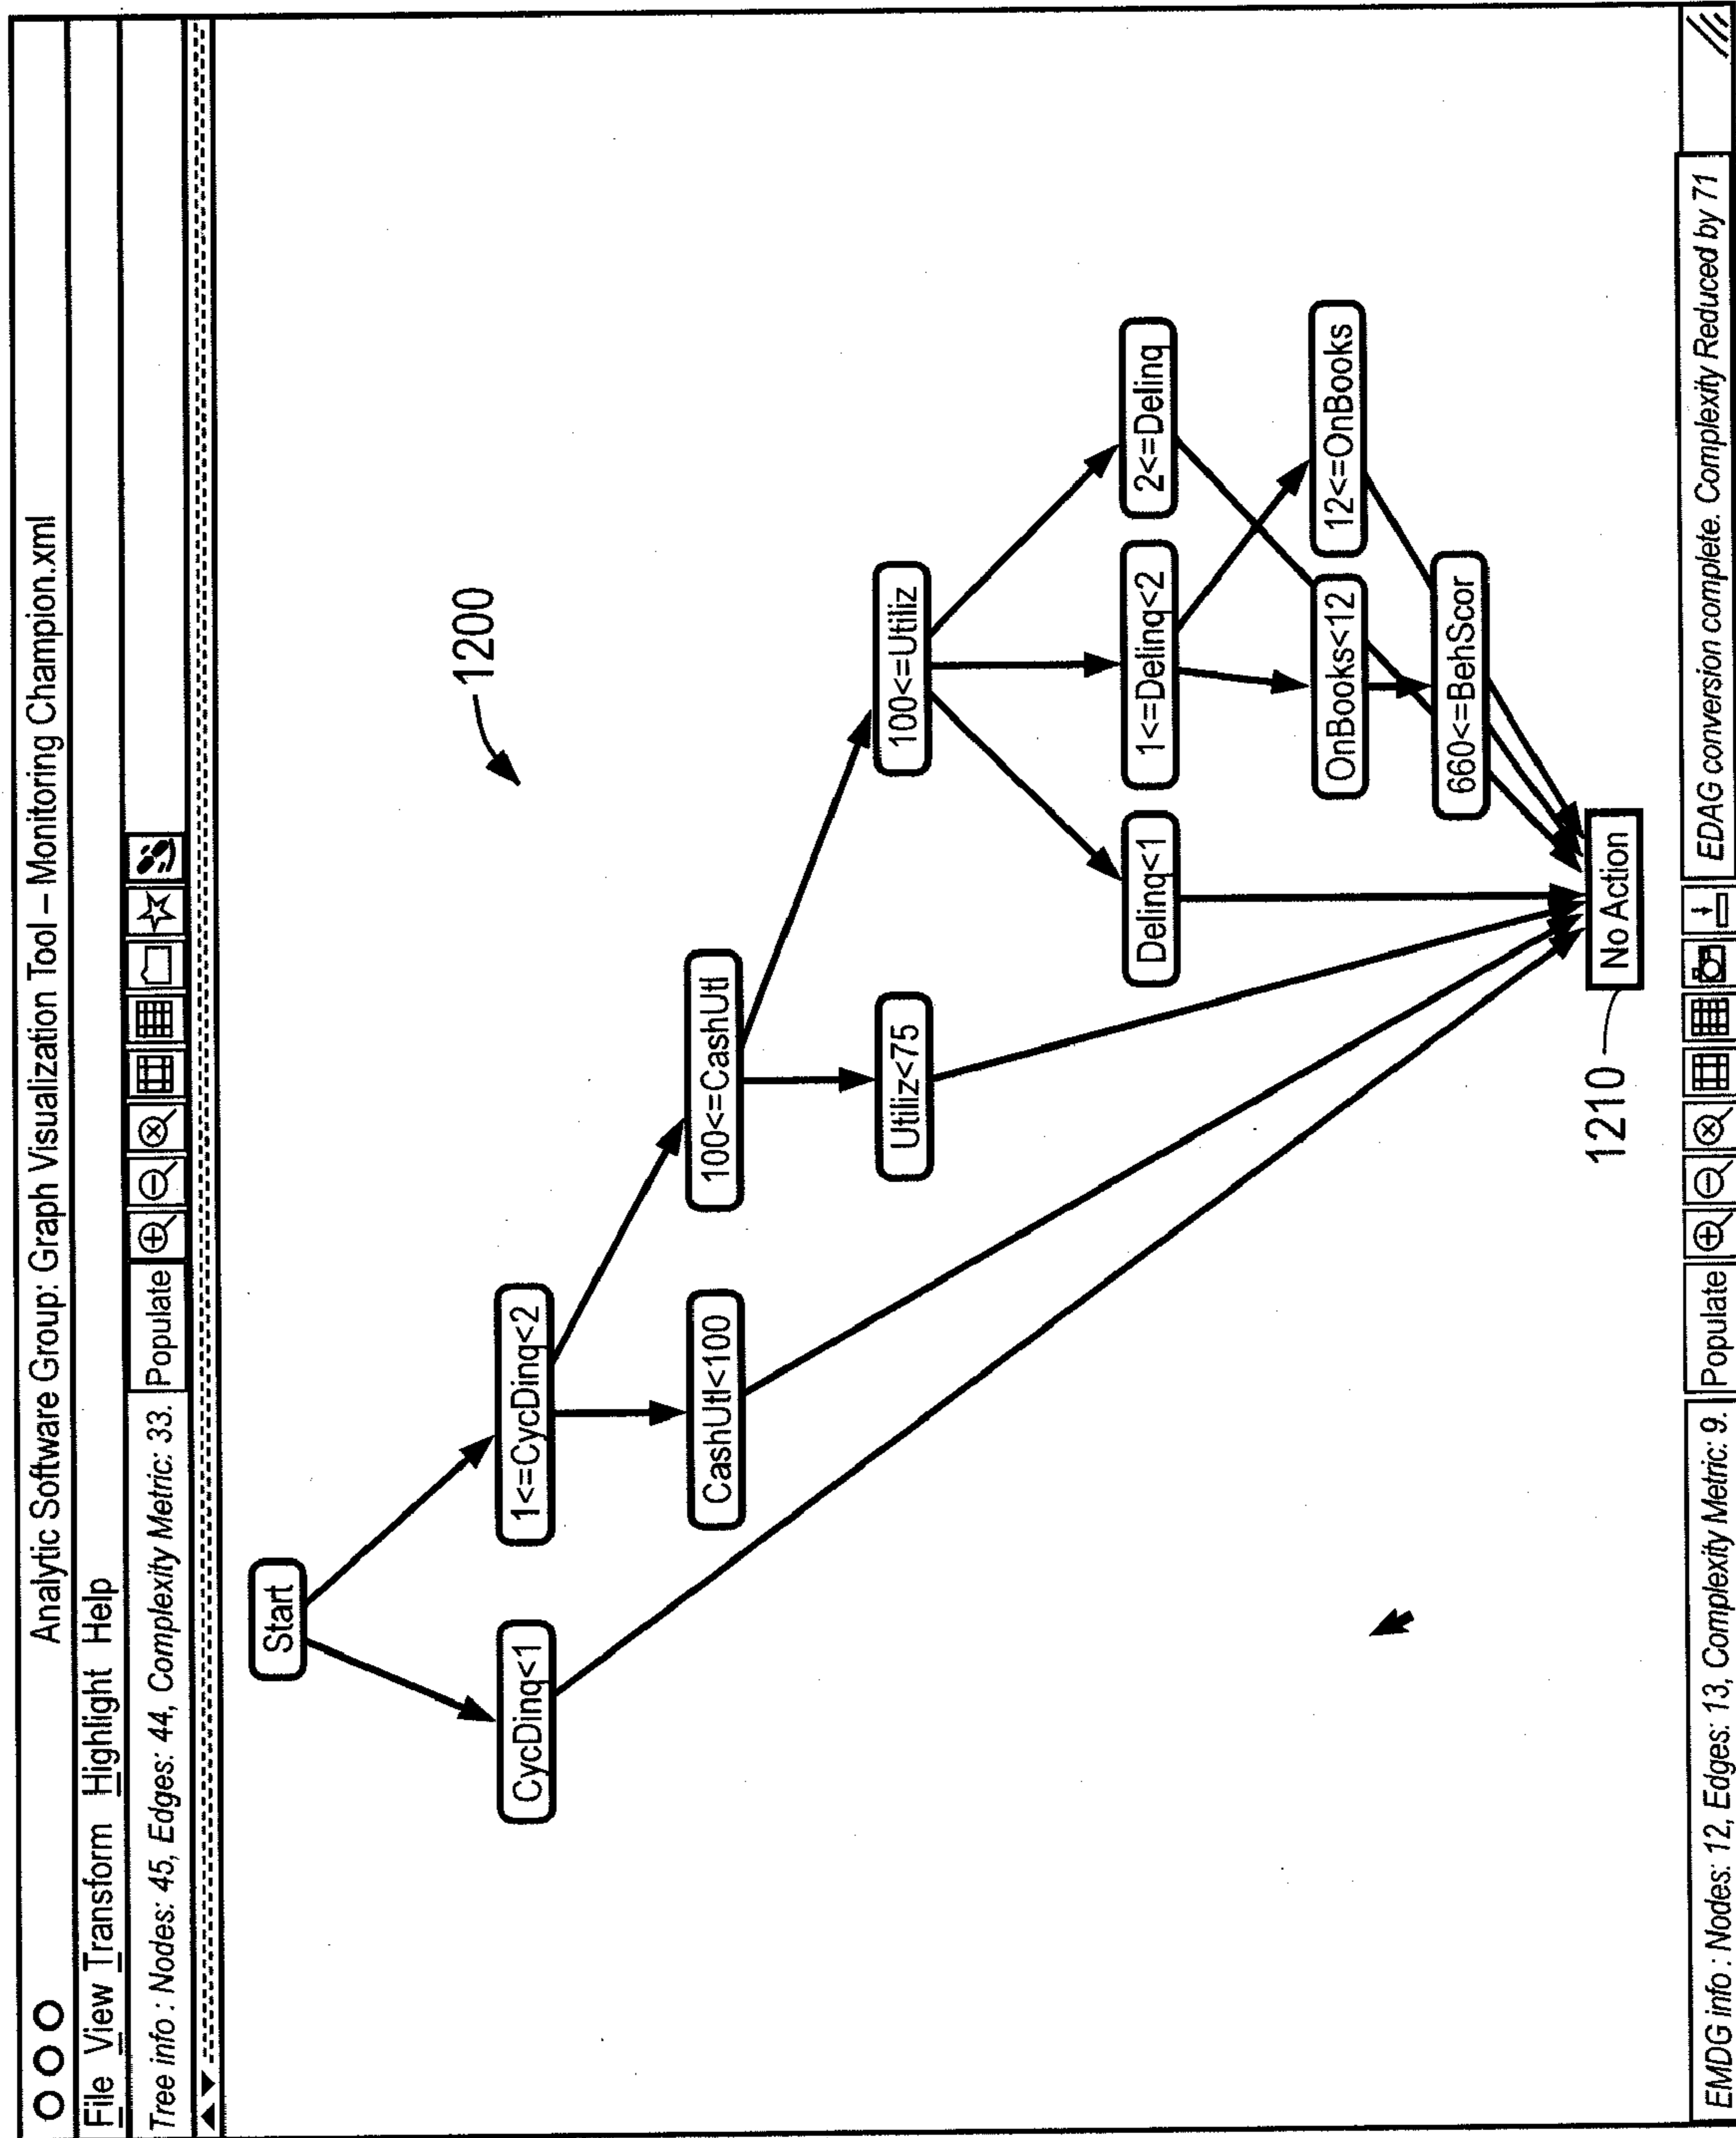 Analytic Software Group: Graph Visualization Tool – Monitoring Champion.xml
File View Transform Highlight Help
Tree info : Nodes: 45, Edges: 44, Complexity Metric: 33. Populate
1200
Start
CycDinq<1 1<=CycDinq<2
CashUtl<100 100<=CashUtl
Utiliz<75 100<=Utiliz
Delinq<1 1<=Delinq<2 2<=Delinq
OnBooks<12 12<=OnBooks
660<=BehScor
1210 No Action
EMDG info : Nodes: 12, Edges: 13, Complexity Metric: 9. Populate EDAG conversion complete. Complexity Reduced by 71